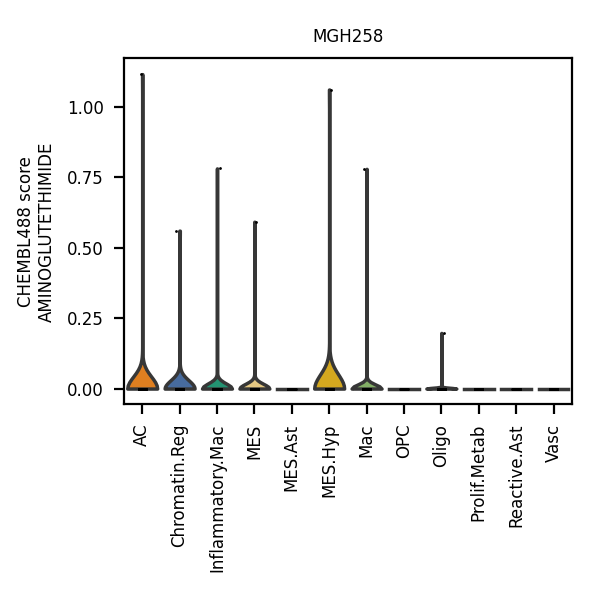 MGH258
CHEMBL488 score
AMINOGLUTETHIMIDE
1.00
0.75
0.50
0.25
0.00
AC
Chromatin.Reg
Inflammatory.Mac
MES
MES.Ast
MES.Hyp
Mac
OPC
Oligo
Prolif.Metab
Reactive.Ast
Vasc